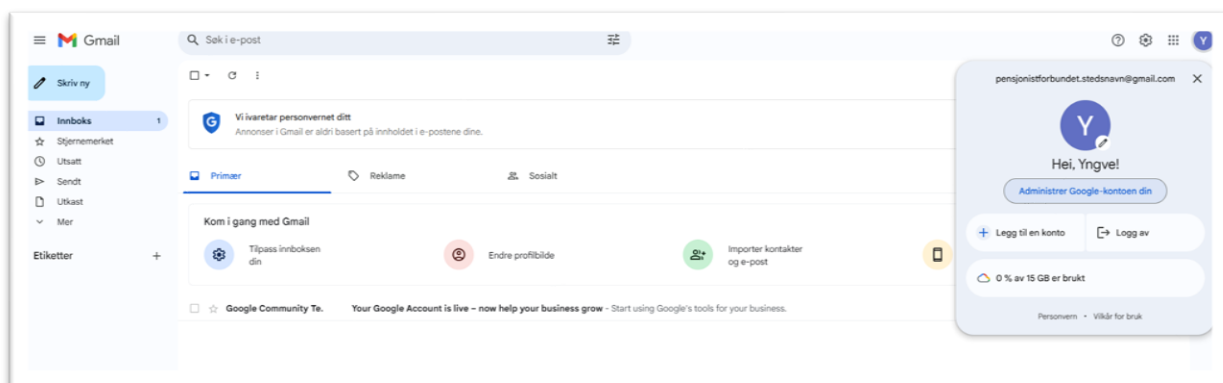 Gmail
Søk i e-post
Skriv ny
Innboks 1
Stjernemerket
Utsatt
Sendt
Utkast
Mer
Etiketter +
Vi ivaretar personvernet ditt
Annonser i Gmail er aldri basert på innholdet i e-postene dine.
Primær Reklame Sosialt
Kom i gang med Gmail
Tilpass innboksen
din
Endre profilbilde
Importer kontakter
og e-post
Google Community Te. Your Google Account is live – now help your business grow - Start using Google's tools for your business.
Y
pensjonistforbundet.stedsnavn@gmail.com
Y
Hei, Yngve!
Administrer Google-kontoen din
+ Legg til en konto
Logg av
0 % av 15 GB er brukt
Personvern • Vilkår for bruk